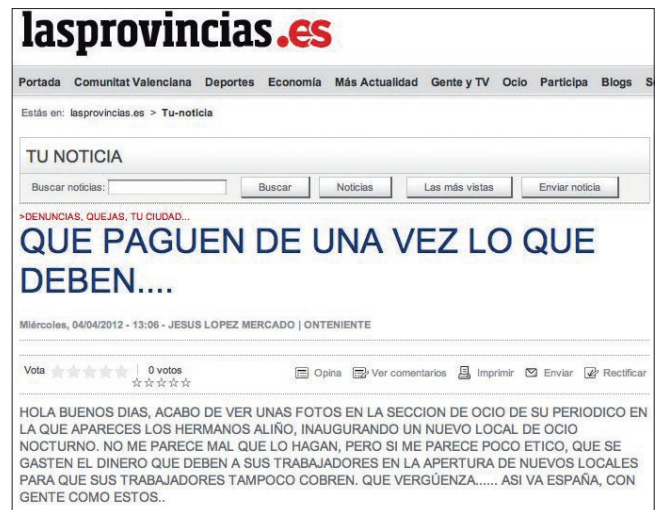 lasprovincias.es
Portada Comunitat Valenciana Deportes Economía Más Actualidad Gente y TV Ocio Participa Blogs S
Estás en: lasprovincias.es > Tu-noticia
TU NOTICIA
Buscar noticias: Buscar Noticias Las más vistas Enviar noticia
>DENUNCIAS, QUEJAS, TU CIUDAD...
QUE PAGUEN DE UNA VEZ LO QUE
DEBEN....
Miércoles, 04/04/2012 - 13:06 - JESUS LOPEZ MERCADO | ONTENIENTE
Vota 0 votos Opina Ver comentarios Imprimir Enviar Rectificar
HOLA BUENOS DIAS, ACABO DE VER UNAS FOTOS EN LA SECCION DE OCIO DE SU PERIODICO EN
LA QUE APARECES LOS HERMANOS ALIÑO, INAUGURANDO UN NUEVO LOCAL DE OCIO
NOCTURNO. NO ME PARECE MAL QUE LO HAGAN, PERO SI ME PARECE POCO ETICO, QUE SE
GASTEN EL DINERO QUE DEBEN A SUS TRABAJADORES EN LA APERTURA DE NUEVOS LOCALES
PARA QUE SUS TRABAJADORES TAMPOCO COBREN. QUE VERGÚENZA...... ASI VA ESPAÑA, CON
GENTE COMO ESTOS..